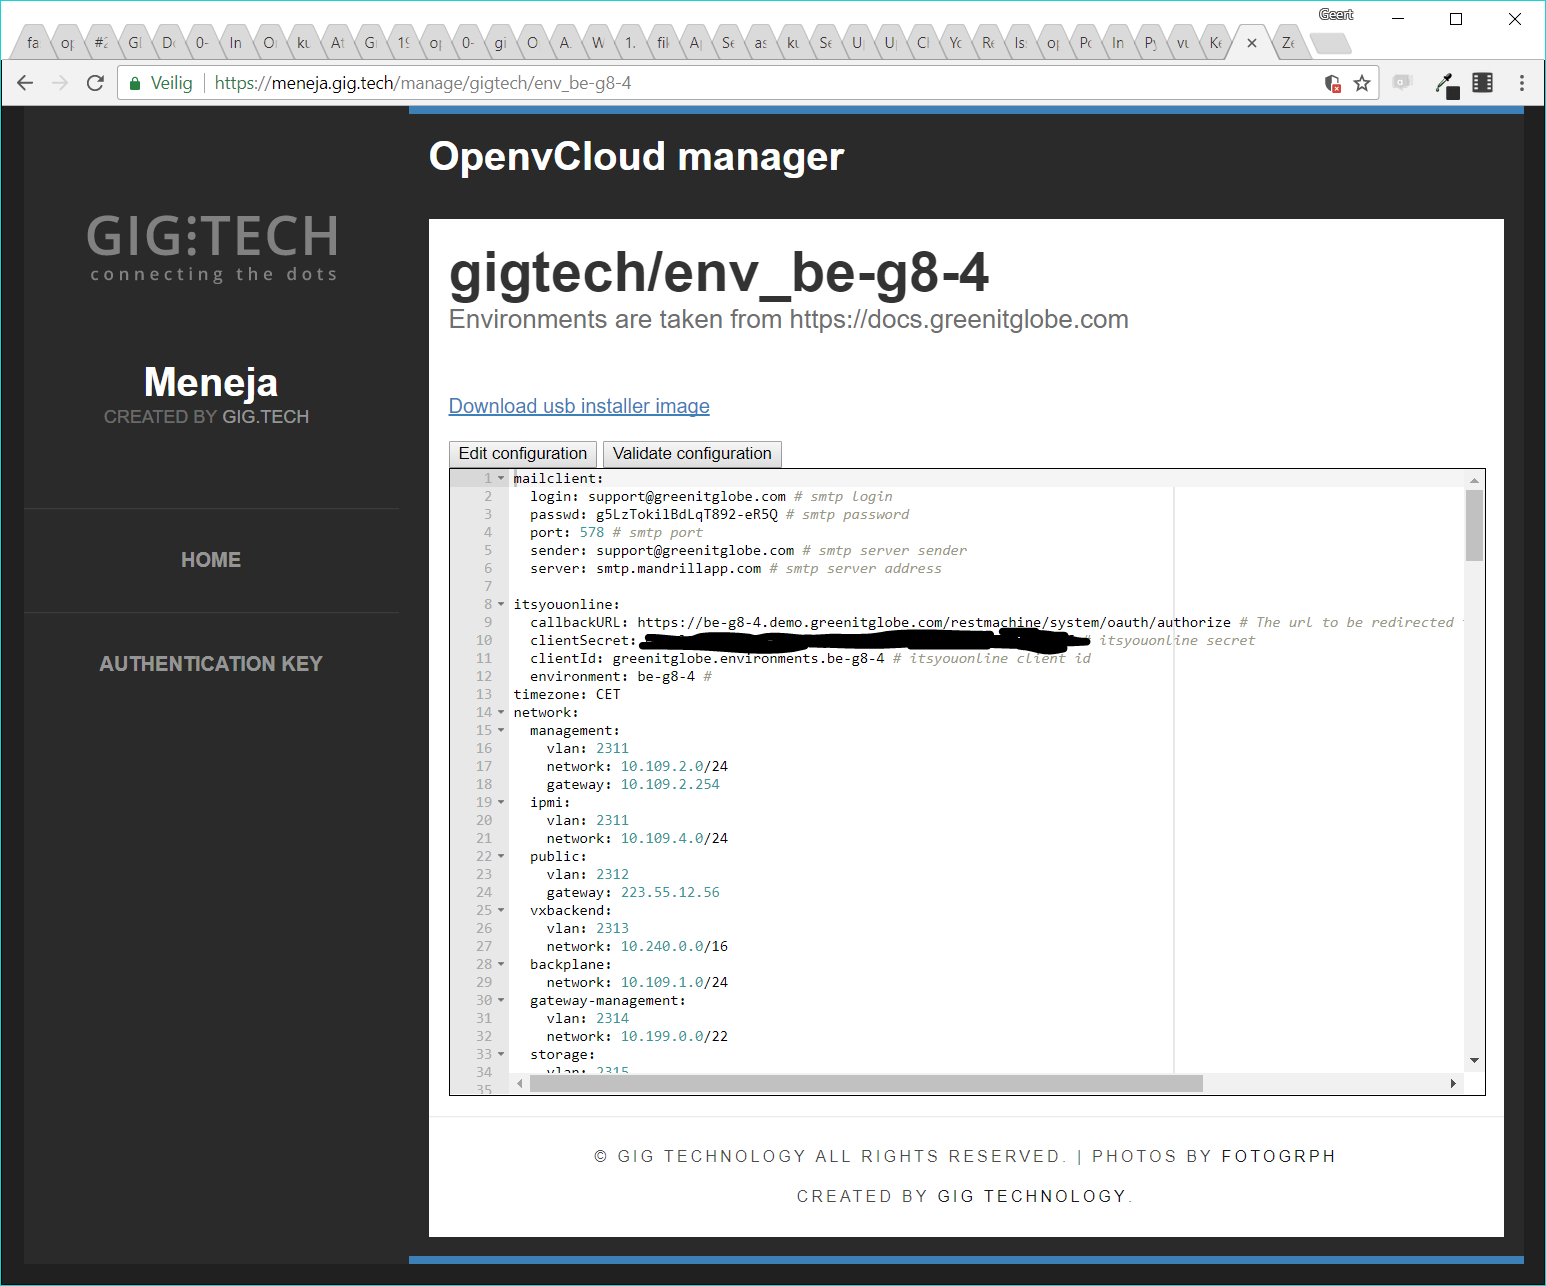 Geert
fa
op
#2
Gl
Do
0-
In
O
ku
At
G
19
op
0-
gi
O
A.
W
1.
fik
A
Se
as
ku
Se
U
U
Cl
Yo
Re
Is
op
Po
In
Py
vu
Ke
Ze
Veilig
https://meneja.gig.tech/manage/gigtech/env_be-g8-4
GIG:TECH
connecting the dots
Meneja
CREATED BY GIG.TECH
HOME
AUTHENTICATION KEY
OpenvCloud manager
gigtech/env_be-g8-4
Environments are taken from https://docs.greenitglobe.com
Download usb installer image
Edit configuration
Validate configuration
1 mailclient:
2 login: support@greenitglobe.com # smtp login
3 passwd: g5LzTokilBdLqT892-eR5Q # smtp password
4 port: 578 # smtp port
5 sender: support@greenitglobe.com # smtp server sender
6 server: smtp.mandrillapp.com # smtp server address
7
8 itsyouonline:
9 callbackURL: https://be-g8-4.demo.greenitglobe.com/restmachine/system/oauth/authorize # The url to be redirected
10 clientSecret: # itsyouonline secret
11 clientId: greenitglobe.environments.be-g8-4 # itsyouonline client id
12 environment: be-g8-4 #
13 timezone: CET
14 network:
15 management:
16 vlan: 2311
17 network: 10.109.2.0/24
18 gateway: 10.109.2.254
19 ipmi:
20 vlan: 2311
21 network: 10.109.4.0/24
22 public:
23 vlan: 2312
24 gateway: 223.55.12.56
25 vxbackend:
26 vlan: 2313
27 network: 10.240.0.0/16
28 backplane:
29 network: 10.109.1.0/24
30 gateway-management:
31 vlan: 2314
32 network: 10.199.0.0/22
33 storage:
34 vlan: 2315
35
© GIG TECHNOLOGY ALL RIGHTS RESERVED. | PHOTOS BY FOTOGRPH
CREATED BY GIG TECHNOLOGY.